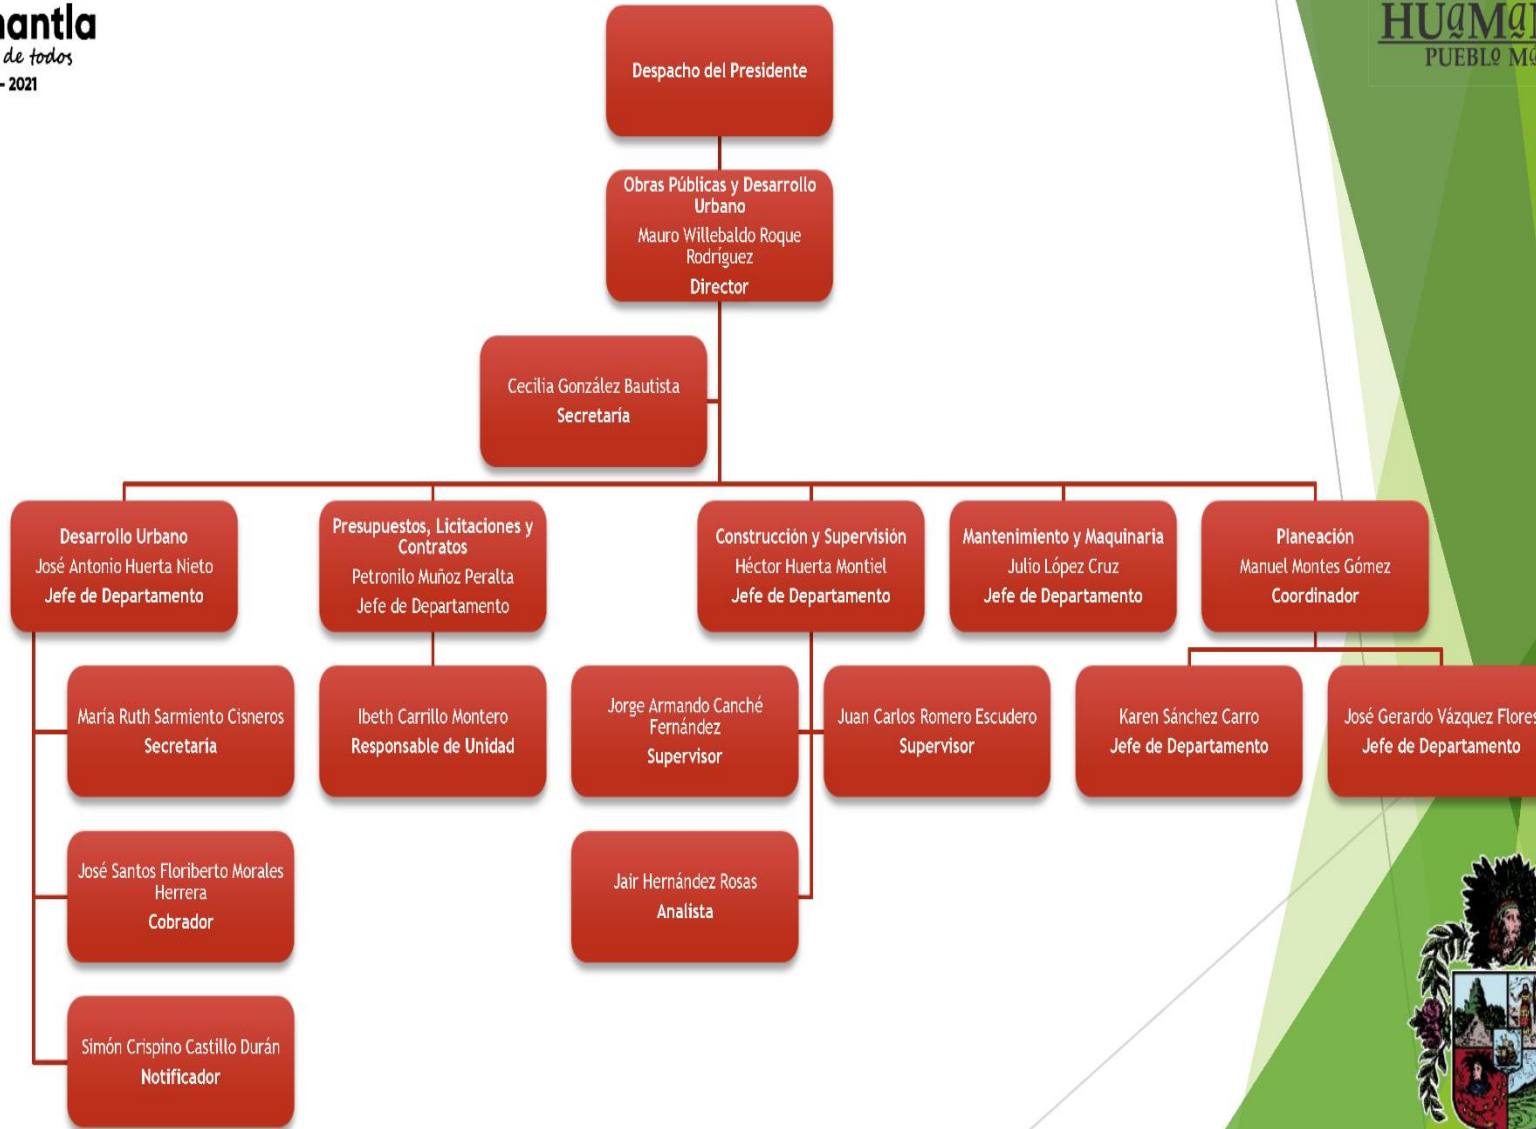 de todos
- 2021
Despacho del Presidente
Obras Públicas y Desarrollo
Urbano
Mauro Willebaldo Roque
Rodríguez
Director
Cecilia González Bautista
Secretaría
Desarrollo Urbano
José Antonio Huerta Nieto
Jefe de Departamento
Presupuestos, Licitaciones y
Contratos
Petronilo Muñoz Peralta
Jefe de Departamento
Construcción y Supervisión
Héctor Huerta Montiel
Jefe de Departamento
Mantenimiento y Maquinaria
Julio López Cruz
Jefe de Departamento
Planeación
Manuel Montes Gómez
Coordinador
María Ruth Sarmiento Cisneros
Secretaría
Ibeth Carrillo Montero
Responsable de Unidad
Jorge Armando Canché
Fernández
Supervisor
Juan Carlos Romero Escudero
Supervisor
Karen Sánchez Carro
Jefe de Departamento
José Gerardo Vázquez Flores
Jefe de Departamento
José Santos Floriberto Morales
Herrera
Cobrador
Jair Hernández Rosas
Analista
Simón Crispino Castillo Durán
Notificador
PUEBLO